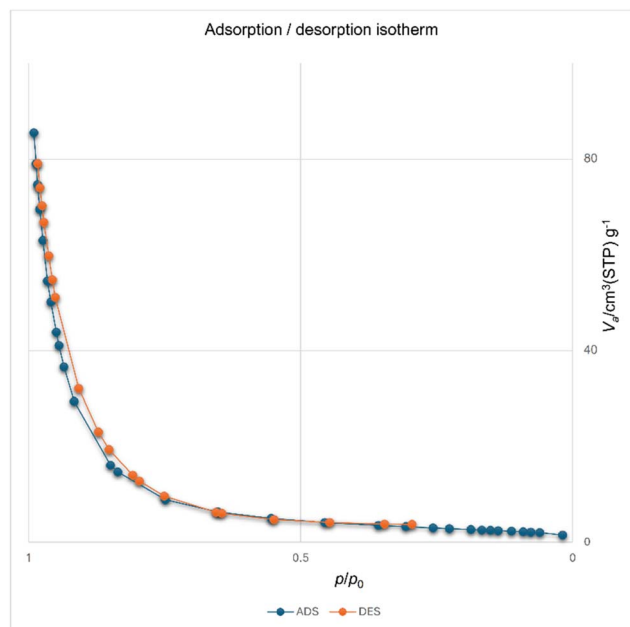 Adsorption / desorption isotherm
80
40
0
Vₐ/cm³(STP) g⁻¹
1 0.5 0
p/p₀
ADS DES